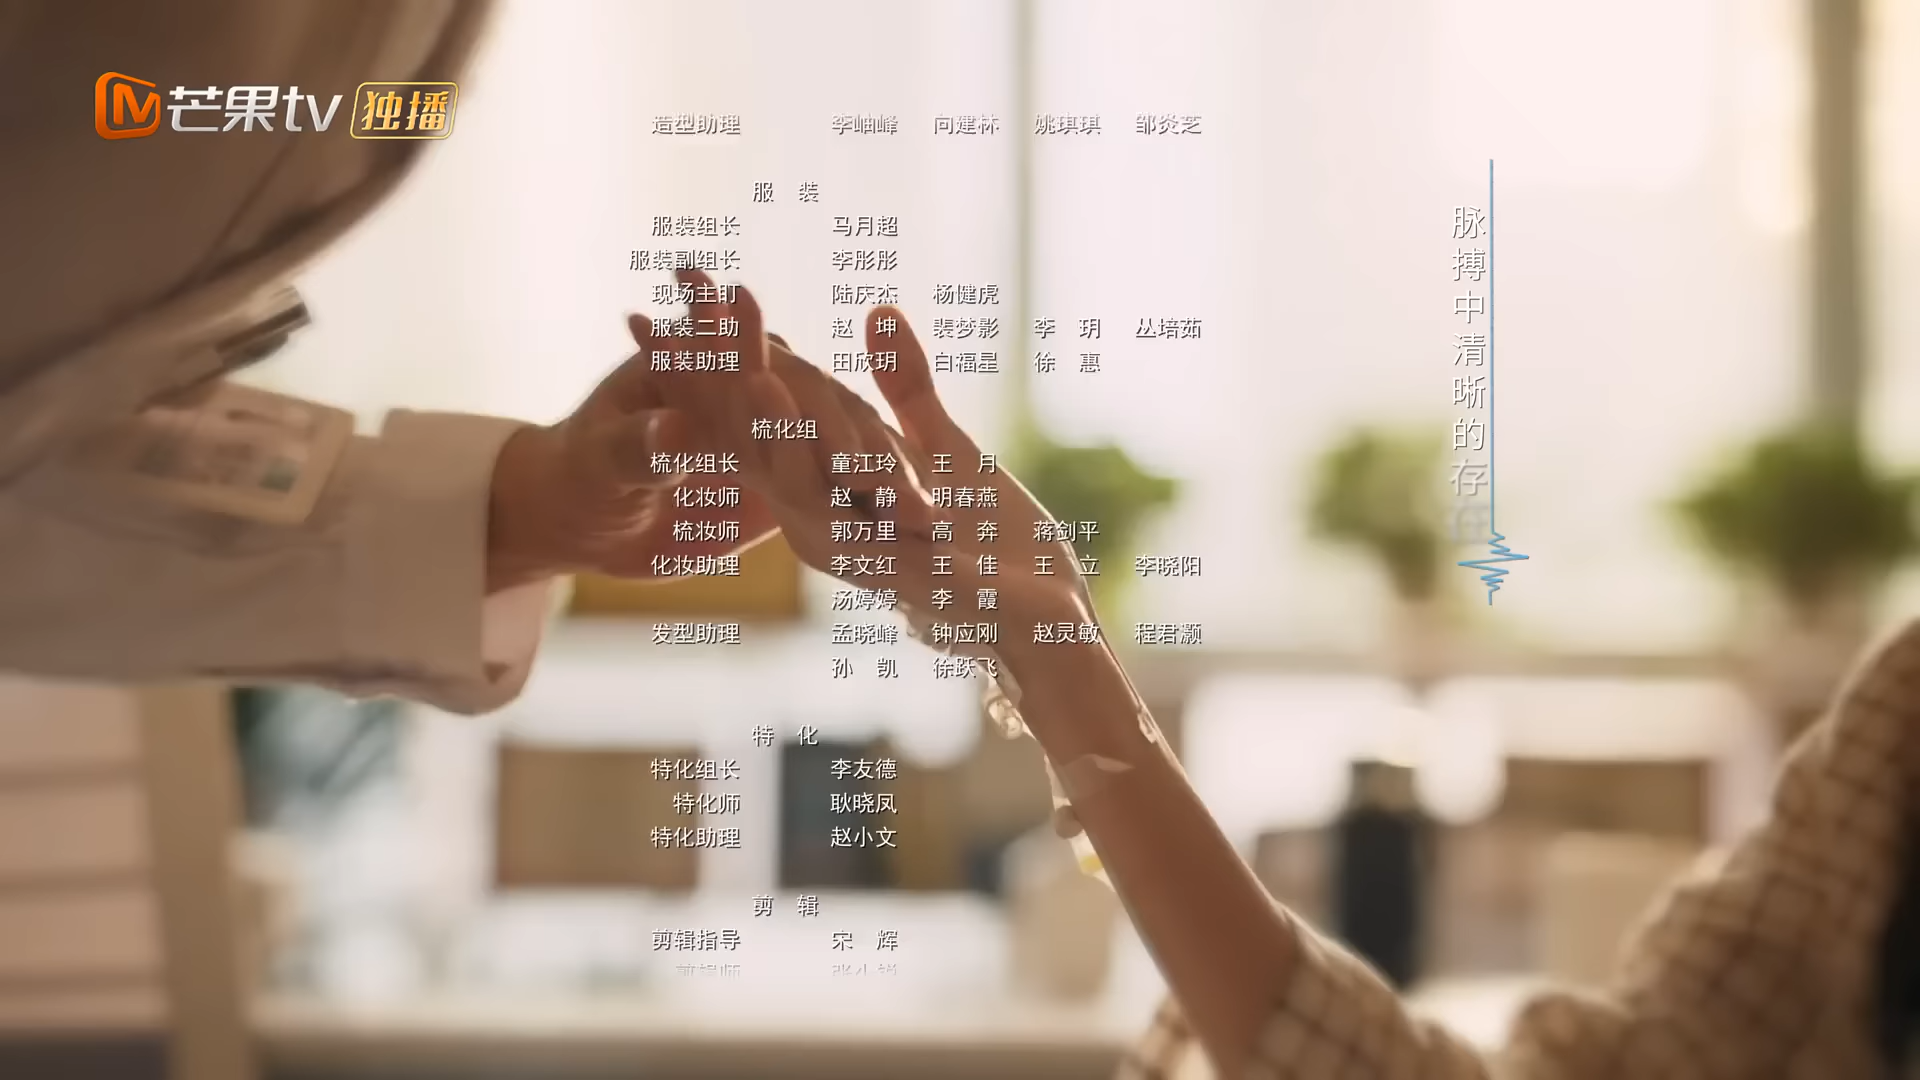 芒果tv 独播
造型助理 李岫峰 向建林 姚琪琪 邹炎芝
服 装
服装组长 马月超
服装副组长 李彤彤
现场主盯 陆庆杰 杨健虎
服装二助 赵 坤 裴梦影 李 玥 丛培茹
服装助理 田欣玥 白福星 徐 惠
梳化组
梳化组长 童江玲 王 月
化妆师 赵 静 明春燕
梳妆师 郭万里 高 奔 蒋剑平
化妆助理 李文红 王 佳 王 立 李晓阳
汤婷婷 李 霞
发型助理 孟晓峰 钟应刚 赵灵敏 程君灏
孙 凯 徐跃飞
特 化
特化组长 李友德
特化师 耿晓凤
特化助理 赵小文
剪 辑
剪辑指导 宋 辉
剪辑师
脉搏中清晰的存在